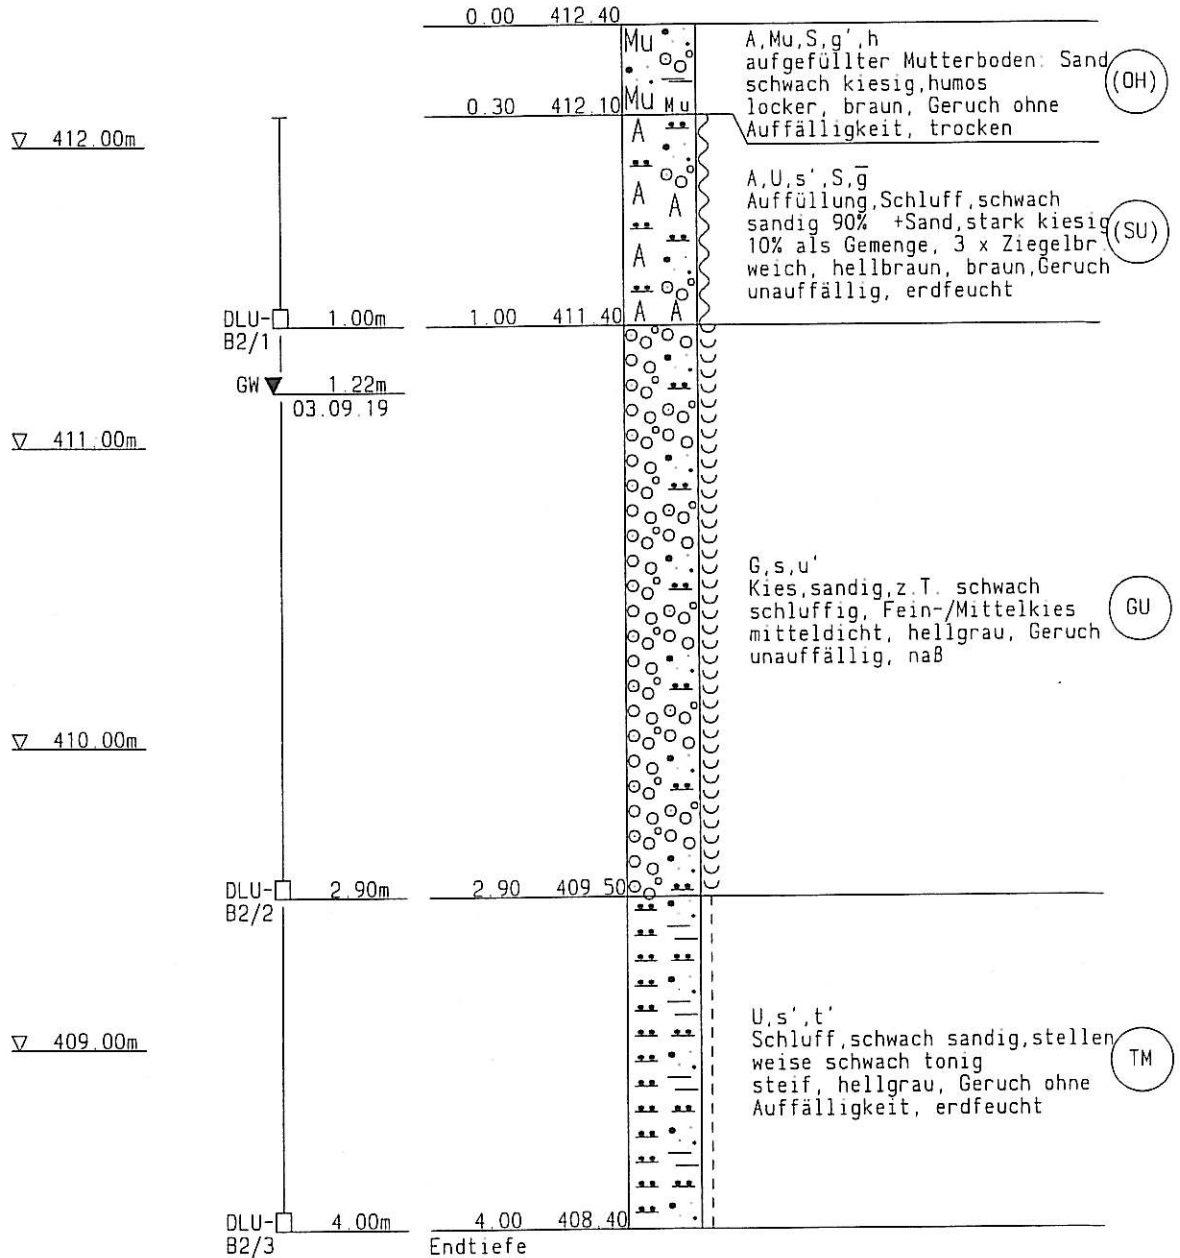 0.00 412.40
Mu
A,Mu,S,g',h
aufgefüllter Mutterboden: Sand
schwach kiesig,humos
locker, braun, Geruch ohne
Auffälligkeit, trocken
(OH)
0.30 412.10
Mu Mu
▽ 412.00m
A
A,U,s',S,g̅
Auffüllung,Schluff,schwach
sandig 90% +Sand,stark kiesig
10% als Gemenge, 3 x Ziegelbr.
weich, hellbraun, braun,Geruch
unauffällig, erdfeucht
(SU)
A A
A
A A
DLU-
B2/1
1.00m
1.00 411.40
GW ▼ 1.22m
03.09.19
▽ 411.00m
G,s,u'
Kies,sandig,z.T. schwach
schluffig, Fein-/Mittelkies
mitteldicht, hellgrau, Geruch
unauffällig, naß
GU
▽ 410.00m
DLU-
B2/2
2.90m
2.90 409.50
▽ 409.00m
U,s',t'
Schluff,schwach sandig,stellen
weise schwach tonig
steif, hellgrau, Geruch ohne
Auffälligkeit, erdfeucht
TM
DLU-
B2/3
4.00m
4.00 408.40
Endtiefe